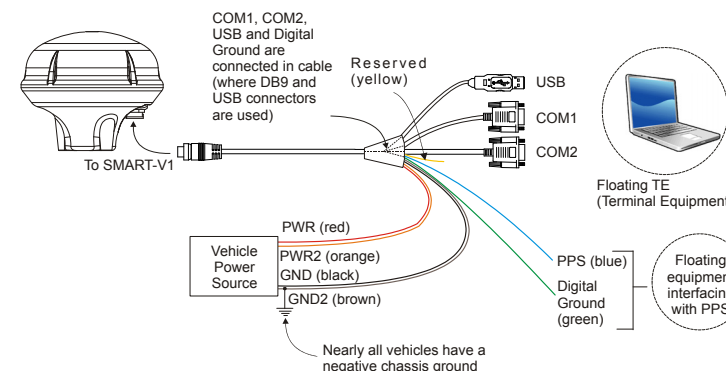 COM1, COM2,
USB and Digital
Ground are
connected in cable
(where DB9 and
USB connectors
are used)
Reserved
(yellow)
USB
COM1
COM2
To SMART-V1
Floating TE
(Terminal Equipment
PWR (red)
PWR2 (orange)
GND (black)
GND2 (brown)
Vehicle
Power
Source
PPS (blue)
Digital
Ground
(green)
Floating
equipmen
interfacin
with PPS
Nearly all vehicles have a
negative chassis ground